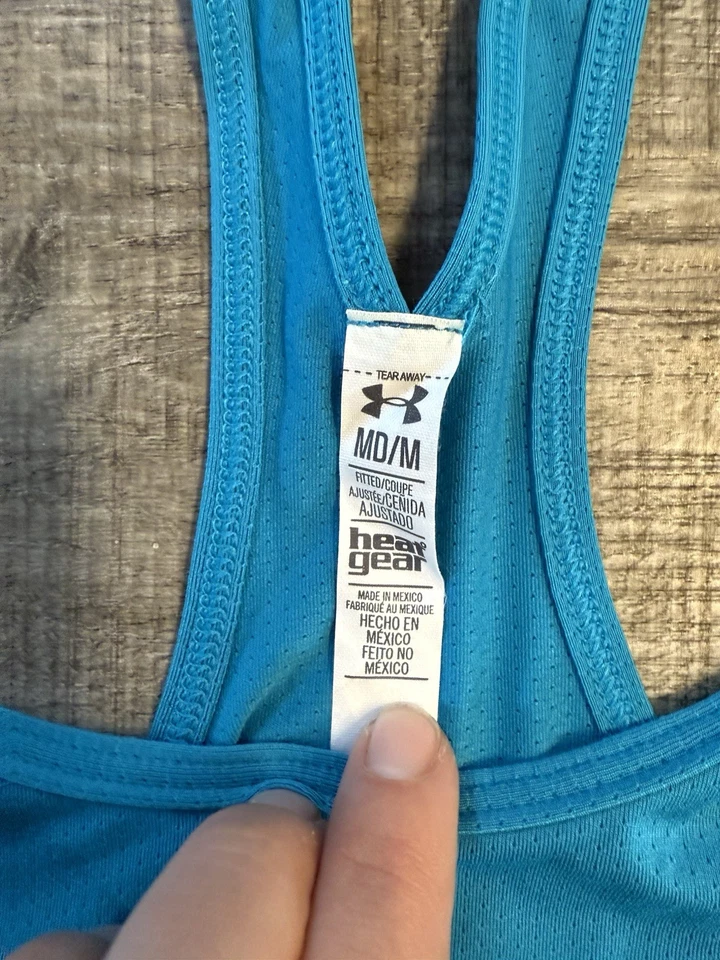 TEAR AWAY
MD/M
FITTED/COUPE
AJUSTÉE/CEÑIDA
AJUSTADO
heat
gear
MADE IN MEXICO
FABRIQUÉ AU MEXIQUE
HECHO EN
MÉXICO
FEITO NO
MÉXICO